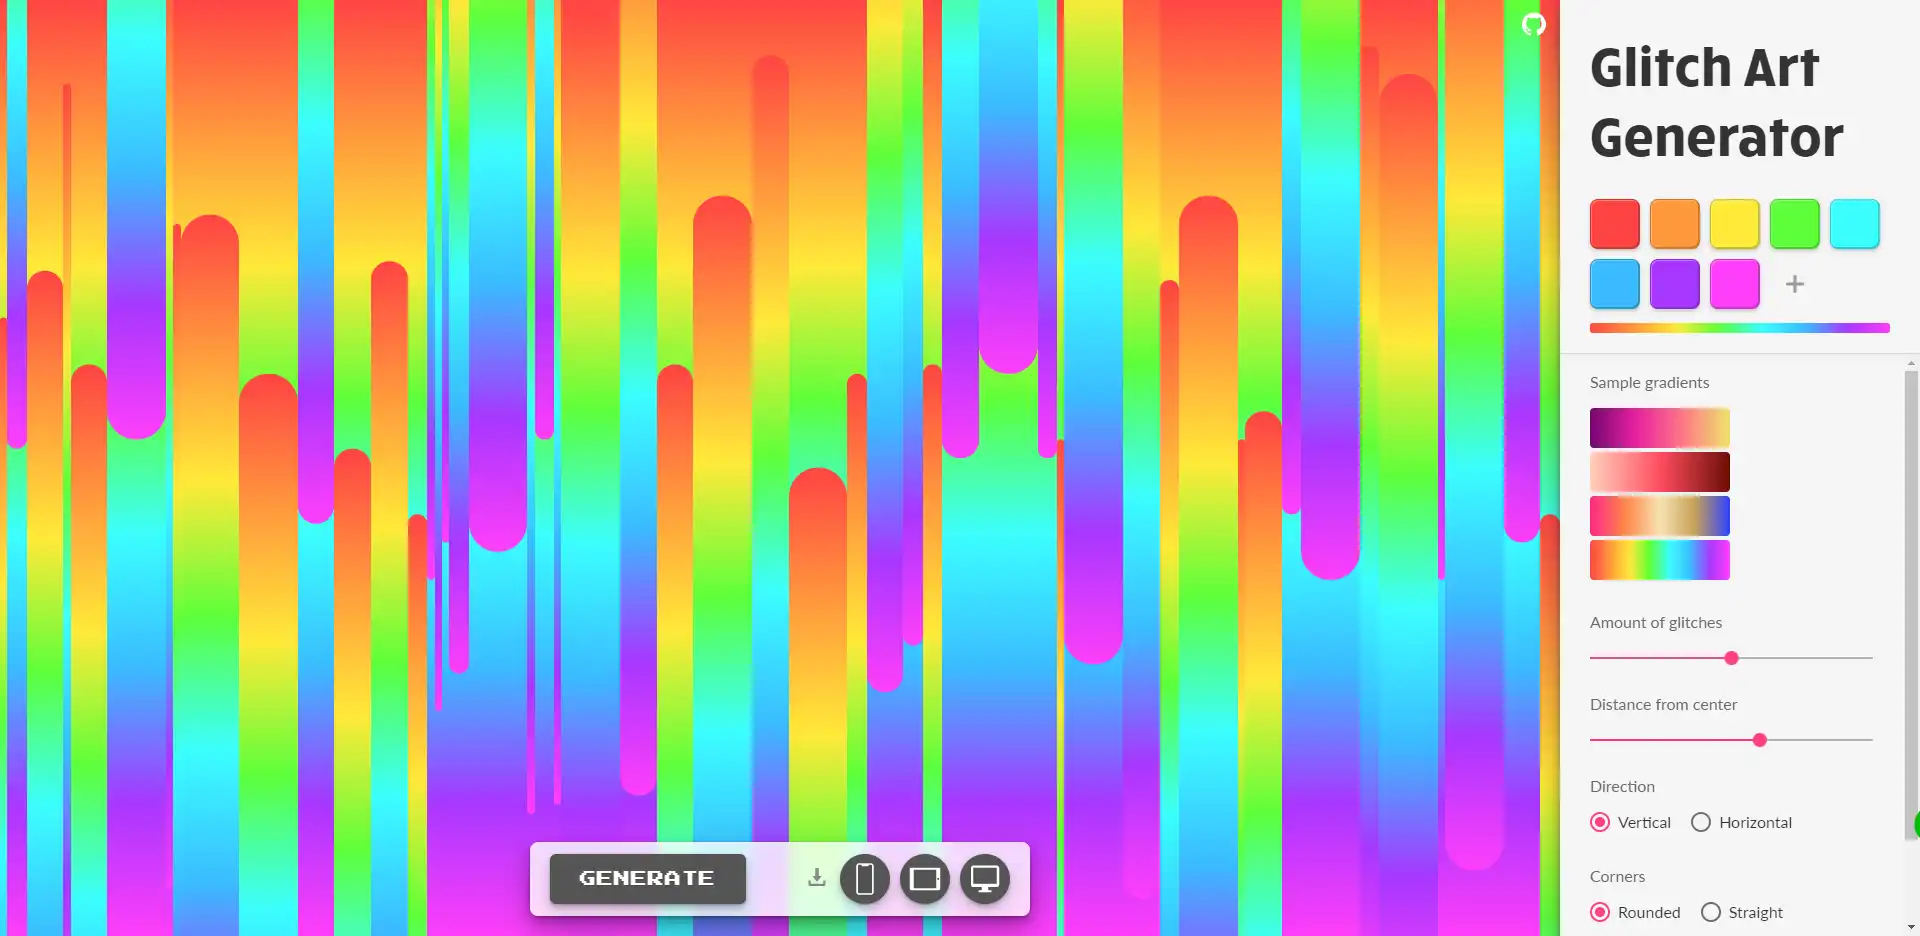 Glitch Art
Generator
Sample gradients
Amount of glitches
Distance from center
Direction
Vertical Horizontal
Corners
Rounded Straight
GENERATE